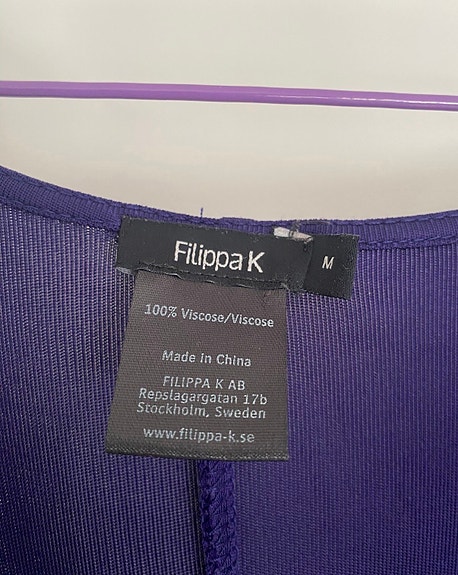 Filippa K
M
100% Viscose/Viscose
Made in China
FILIPPA K AB
Repslagargatan 17b
Stockholm, Sweden
www.filippa-k.se